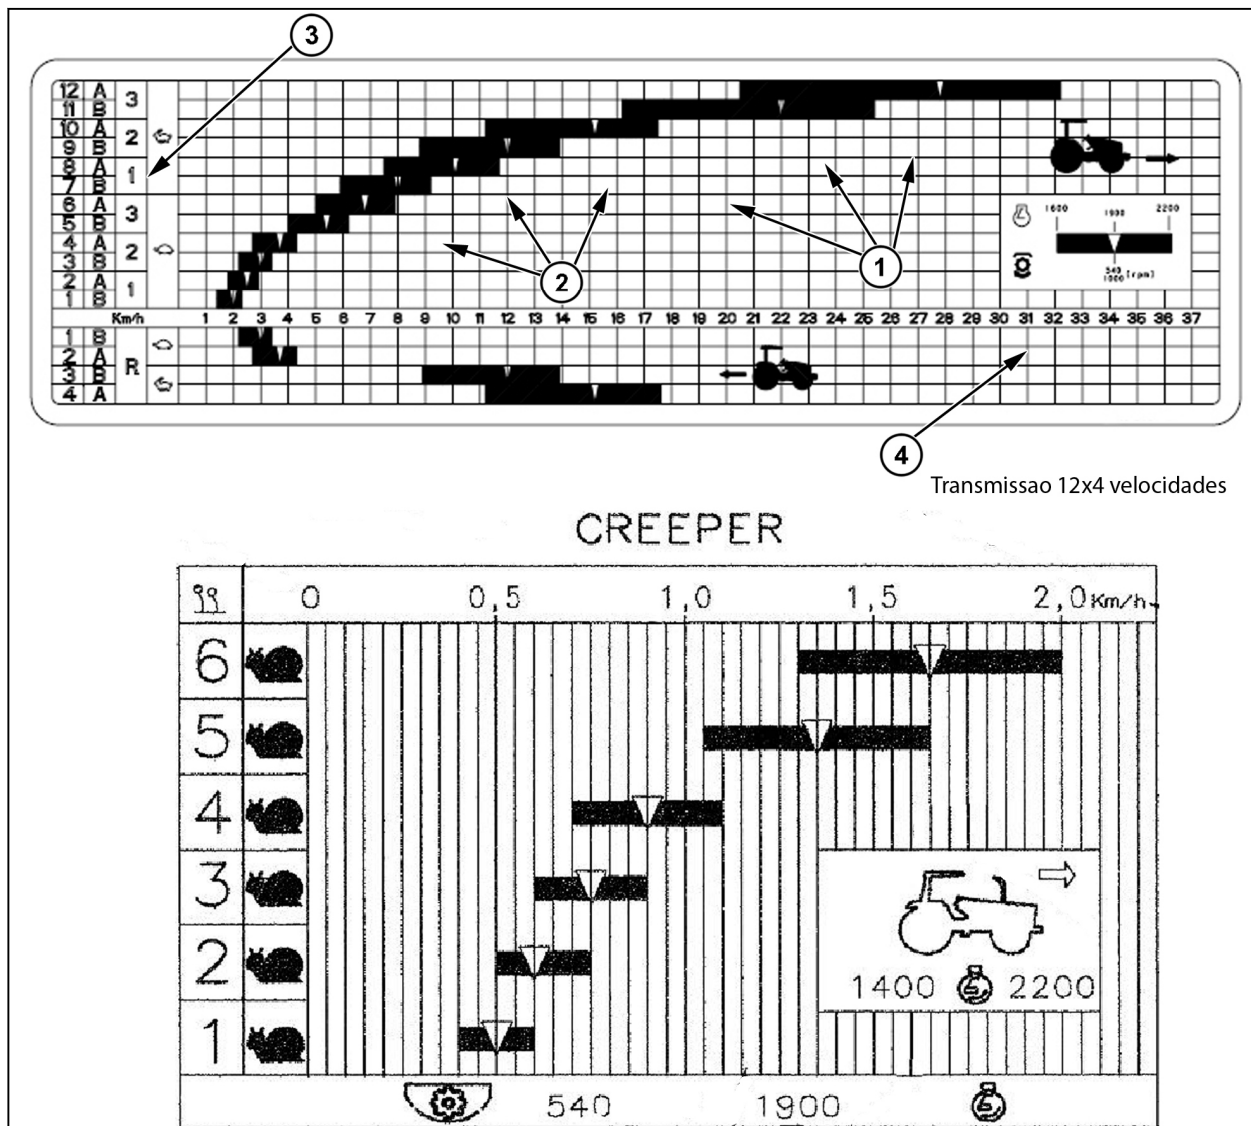 3
12 A 3
11 B
10 A 2
9 B
8 A 1
7 B
6 A 3
5 B
4 A 2
3 B
2 A 1
1 B
1600 1900 2200
540
1000 [rpm]
2
1
Km/h 1 2 3 4 5 6 7 8 9 10 11 12 13 14 15 16 17 18 19 20 21 22 23 24 25 26 27 28 29 30 31 32 33 34 35 36 37
1 B
2 A R
3 B
4 A
4
Transmissao 12x4 velocidades
CREEPER
0 0,5 1,0 1,5 2,0 Km/h
6
5
4
3
2
1400 2200
1
540 1900